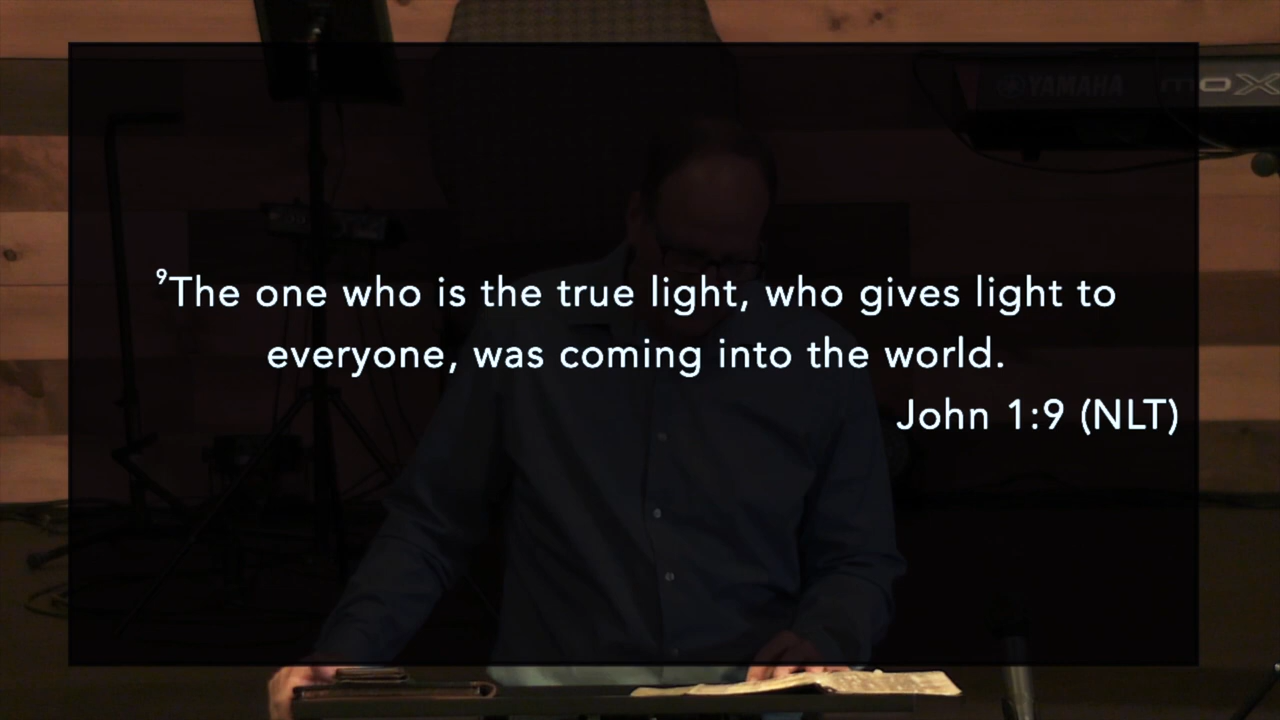 YAMAHA
moX
⁹The one who is the true light, who gives light to
everyone, was coming into the world.
John 1:9 (NLT)